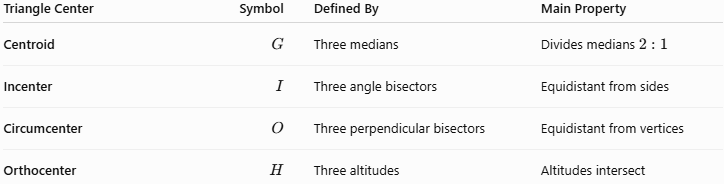 Triangle Center Symbol Defined By Main Property
Centroid G Three medians Divides medians 2 : 1
Incenter I Three angle bisectors Equidistant from sides
Circumcenter O Three perpendicular bisectors Equidistant from vertices
Orthocenter H Three altitudes Altitudes intersect